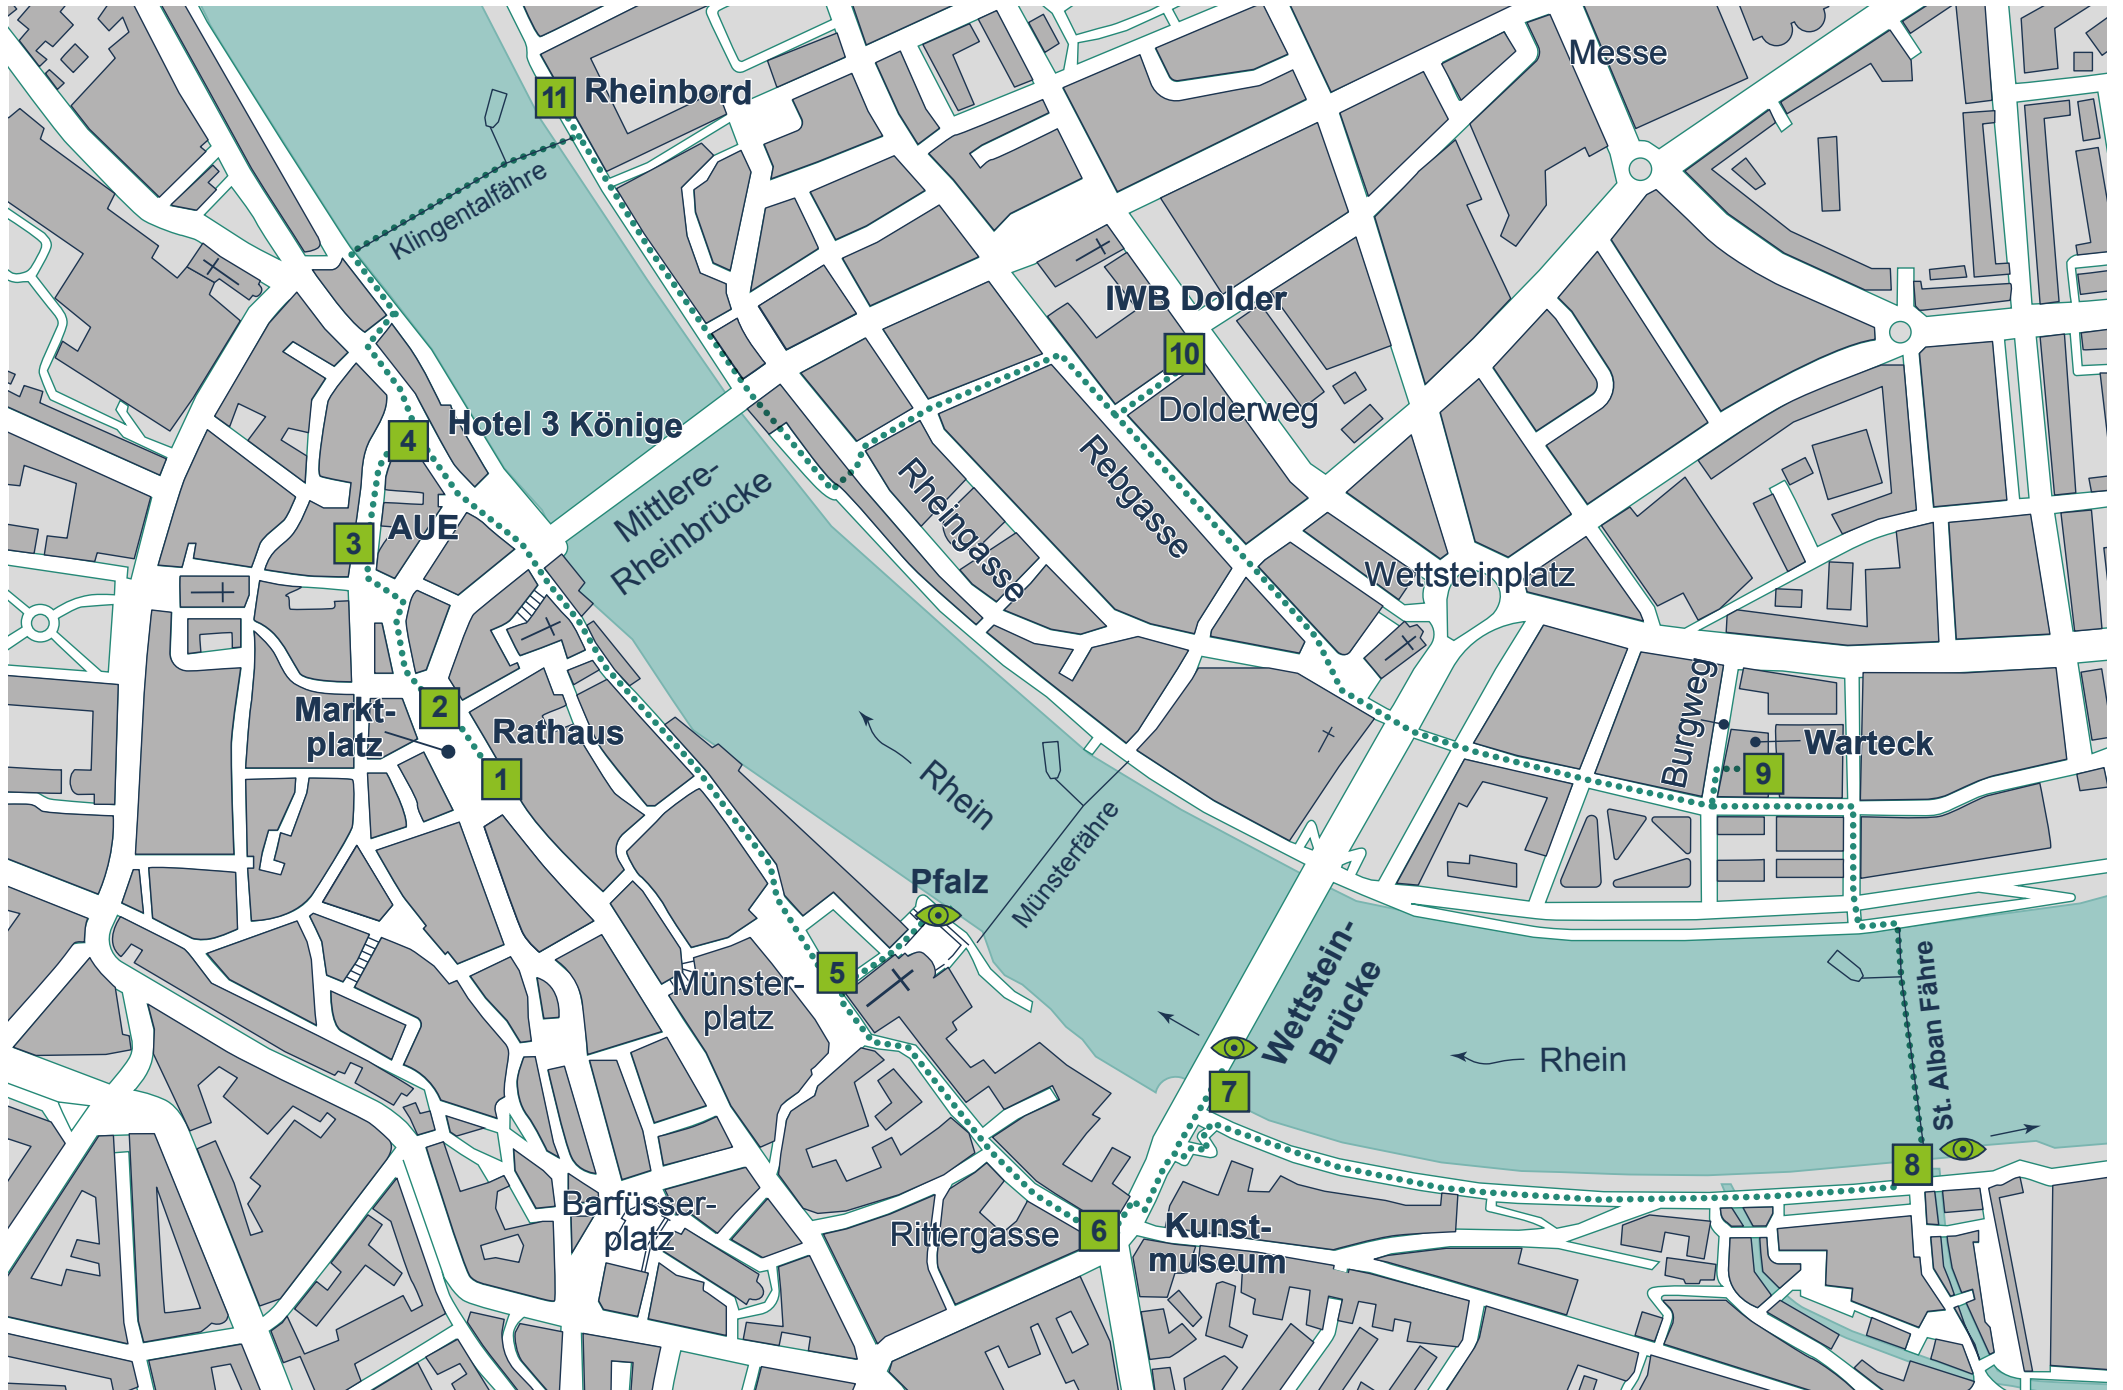 Messe
11
Rheinbord
Klingentalfähre
IWB Dolder
10
Dolderweg
Hotel 3 Könige
4
Mittlere-
Rheinbrücke
Rheingasse
Rebgasse
3
AUE
Wettsteinplatz
2
Markt-
platz
Rathaus
1
Burgweg
Warteck
9
Rhein
Münsterfähre
Pfalz
5
Münster-
platz
Wettstein-
Brücke
7
Rhein
St. Alban Fähre
8
Barfüsser-
platz
Rittergasse
6
Kunst-
museum